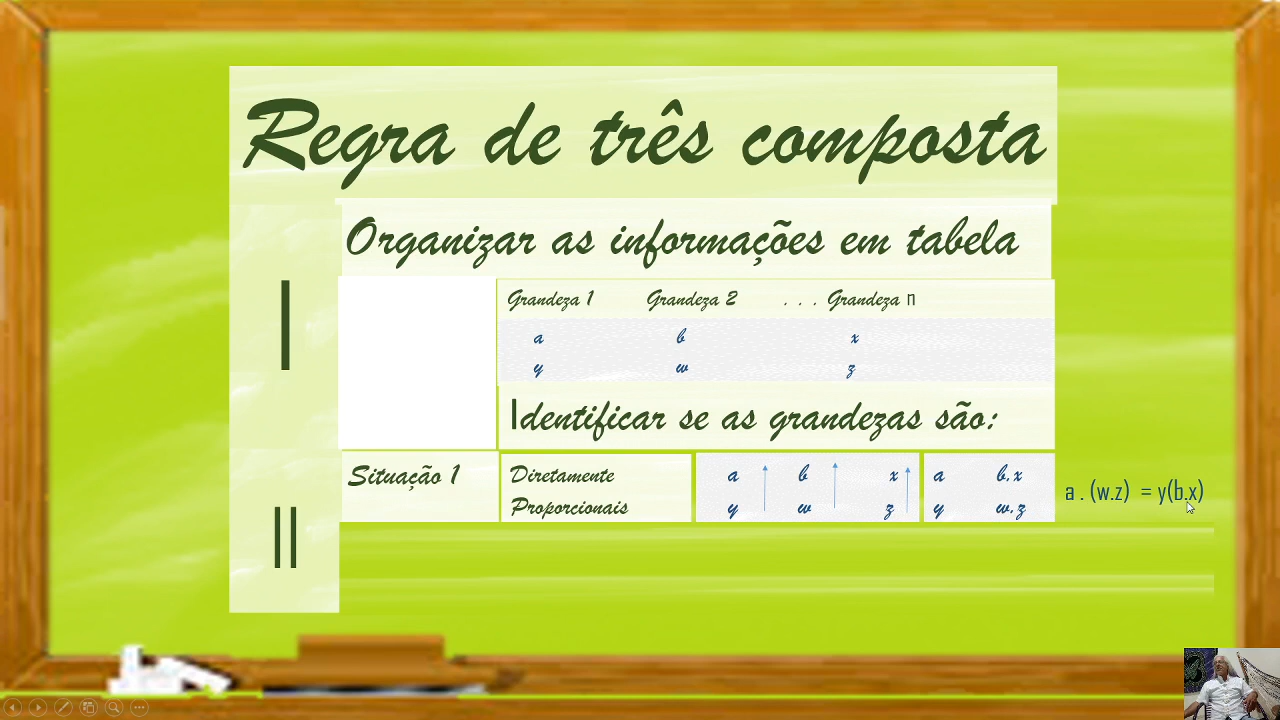 Regra de três composta
Organizar as informações em tabela
I
Grandeza 1 Grandeza 2 . . . Grandeza n
a b x
y w z
Identificar se as grandezas são:
II
Situação 1 Diretamente Proporcionais
a b x
y w z
a b.x
y w.z
a . (w.z) = y(b.x)